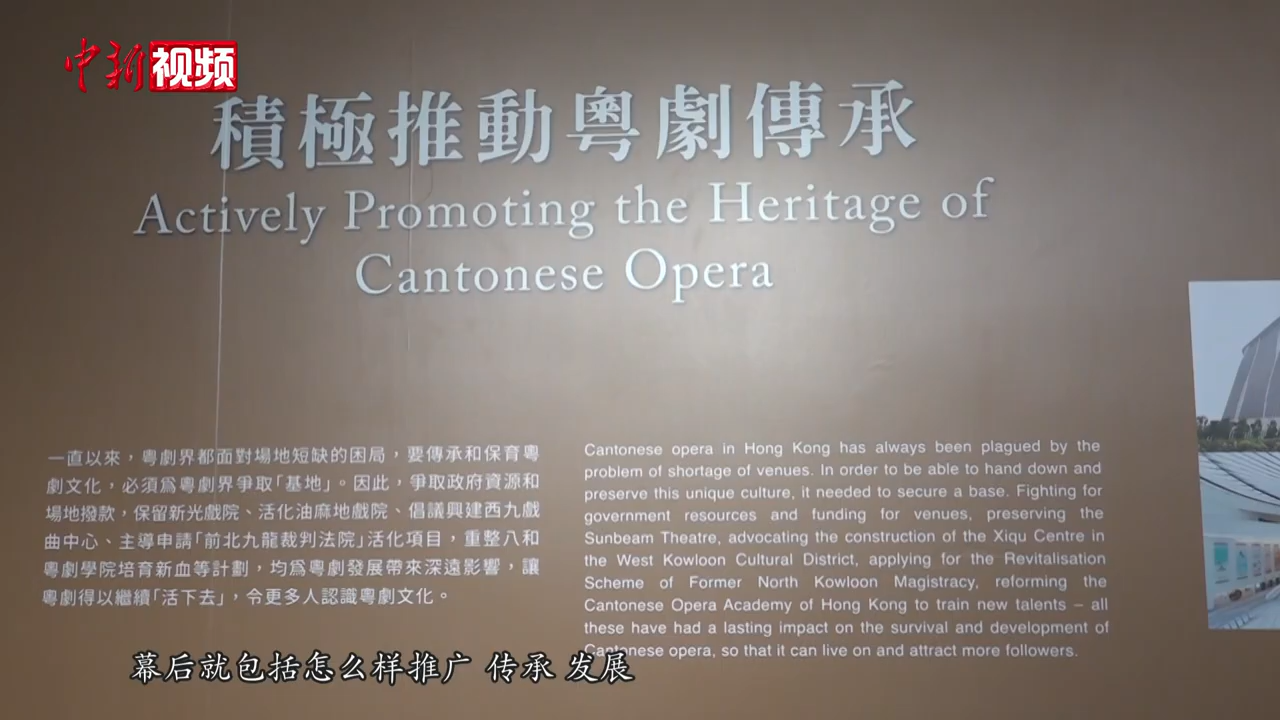 中新视频
積極推動粵劇傳承
Actively Promoting the Heritage of
Cantonese Opera
一直以來，粵劇界都面對場地短缺的困局，要傳承和保育粵
劇文化，必須爲粵劇界爭取「基地」。因此，爭取政府資源和
場地撥款，保留新光戲院、活化油麻地戲院、倡議興建西九戲
曲中心、主導申請「前北九龍裁判法院」活化項目，重整八和
粵劇學院培育新血等計劃，均爲粵劇發展帶來深遠影響，讓
粵劇得以繼續「活下去」，令更多人認識粵劇文化。
Cantonese opera in Hong Kong has always been plagued by the
problem of shortage of venues. In order to be able to hand down and
preserve this unique culture, it needed to secure a base. Fighting for
government resources and funding for venues, preserving the
Sunbeam Theatre, advocating the construction of the Xiqu Centre in
the West Kowloon Cultural District, applying for the Revitalisation
Scheme of Former North Kowloon Magistracy, reforming the
Cantonese Opera Academy of Hong Kong to train new talents – all
these have had a lasting impact on the survival and development of
Cantonese opera, so that it can live on and attract more followers.
幕后就包括怎么样推广 传承 发展